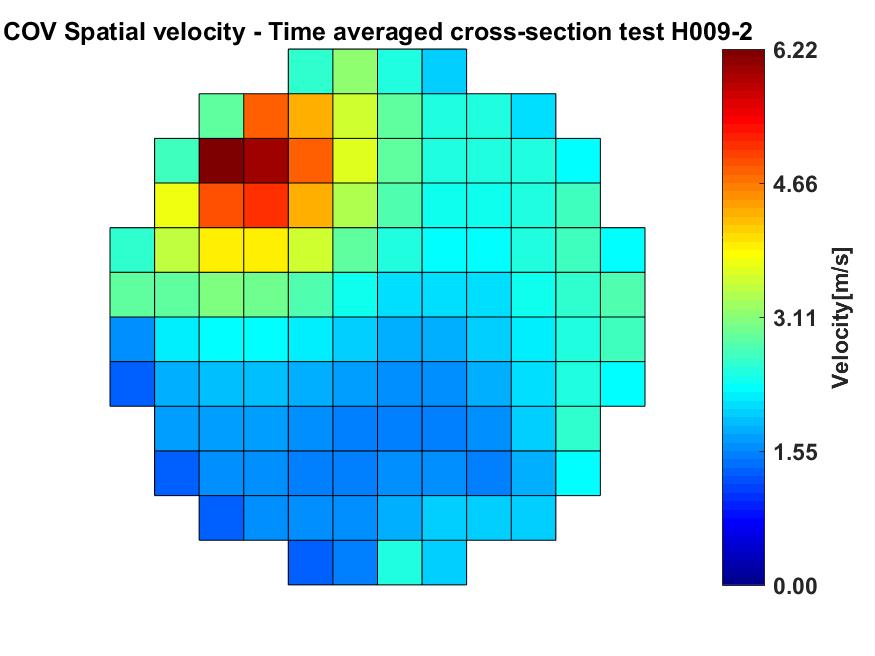 COV Spatial velocity - Time averaged cross-section test H009-2
6.22
4.66
3.11
1.55
0.00
Velocity[m/s]